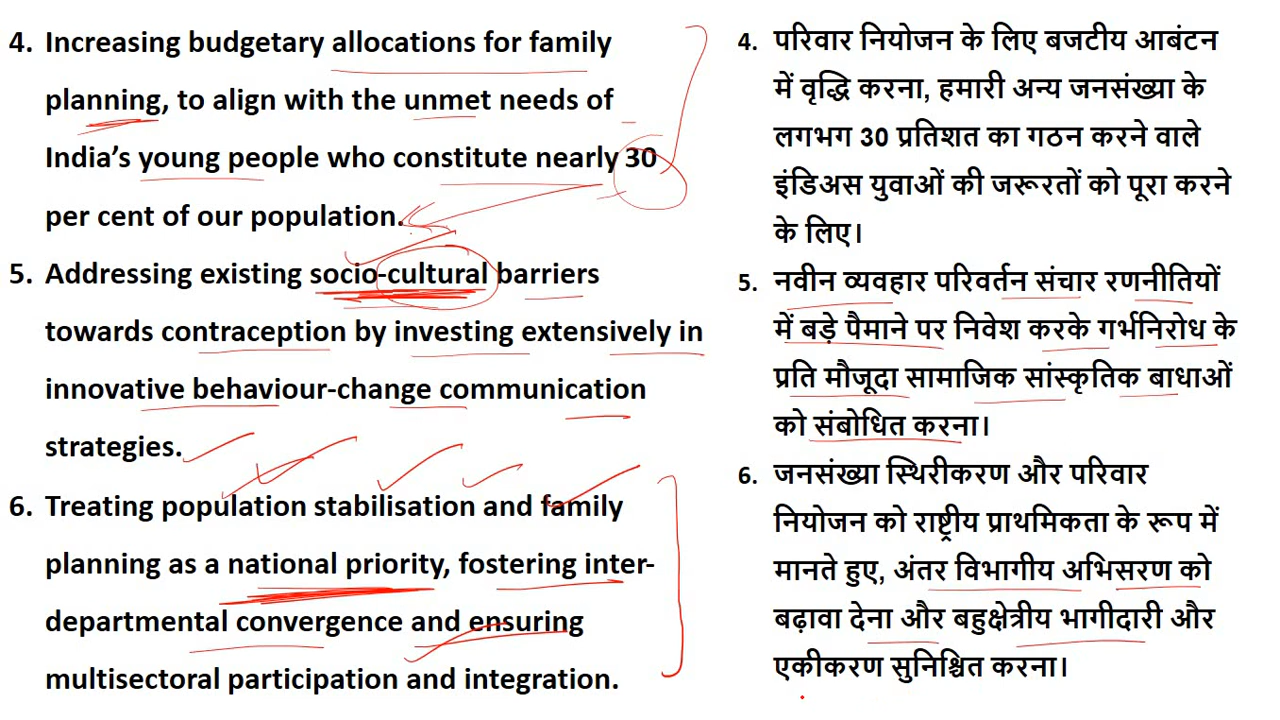 4. Increasing budgetary allocations for family
planning, to align with the unmet needs of
India's young people who constitute nearly 30
per cent of our population.
5. Addressing existing socio-cultural barriers
towards contraception by investing extensively in
innovative behaviour-change communication
strategies.
6. Treating population stabilisation and family
planning as a national priority, fostering inter-
departmental convergence and ensuring
multisectoral participation and integration.
4. परिवार नियोजन के लिए बजटीय आबंटन
में वृद्धि करना, हमारी अन्य जनसंख्या के
लगभग 30 प्रतिशत का गठन करने वाले
इंडिअस युवाओं की जरूरतों को पूरा करने
के लिए।
5. नवीन व्यवहार परिवर्तन संचार रणनीतियों
में बड़े पैमाने पर निवेश करके गर्भनिरोध के
प्रति मौजूदा सामाजिक सांस्कृतिक बाधाओं
को संबोधित करना।
6. जनसंख्या स्थिरीकरण और परिवार
नियोजन को राष्ट्रीय प्राथमिकता के रूप में
मानते हुए, अंतर विभागीय अभिसरण को
बढ़ावा देना और बहुक्षेत्रीय भागीदारी और
एकीकरण सुनिश्चित करना।